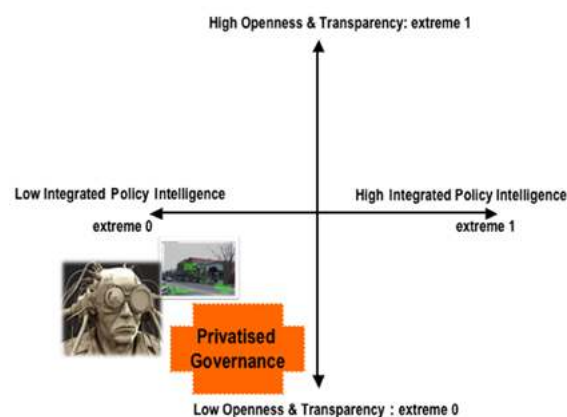 High Openness & Transparency: extreme 1
Low Integrated Policy Intelligence
High Integrated Policy Intelligence
extreme 0
extreme 1
Privatised
Governance
Low Openness & Transparency : extreme 0